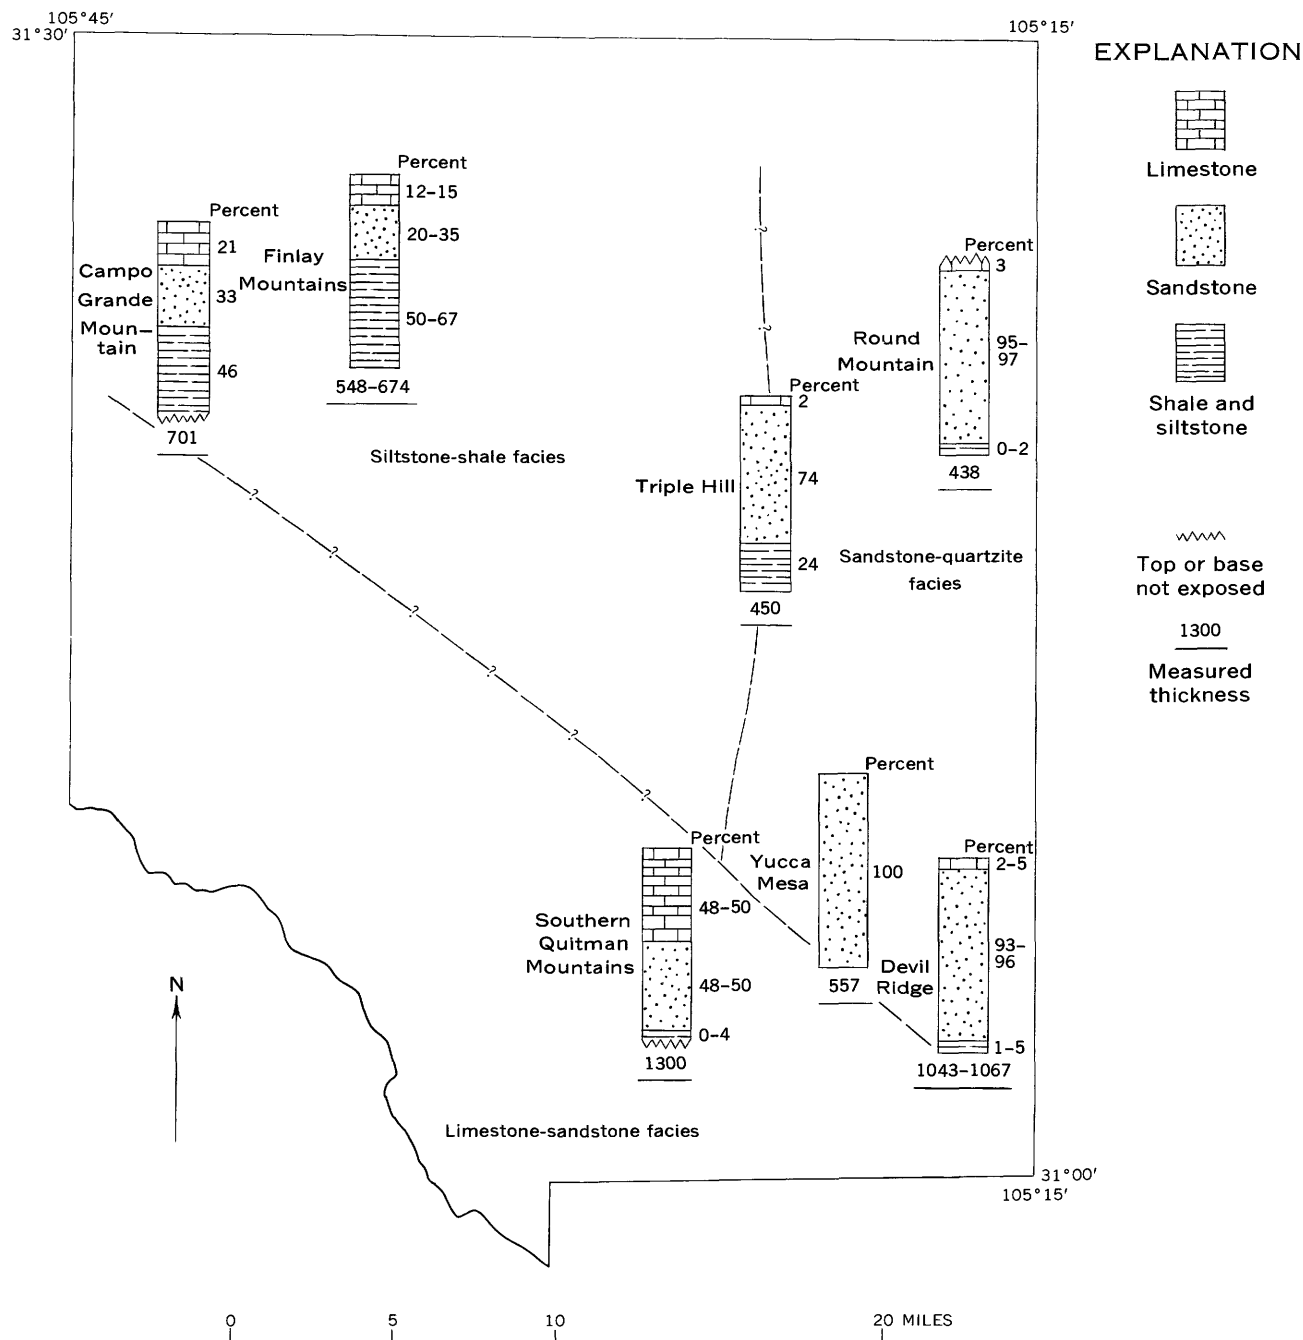 105°45′
31°30′
105°15′
EXPLANATION
Limestone
Sandstone
Shale and
siltstone
Top or base
not exposed
1300
Measured
thickness
Percent
12–15
20–35
50–67
Finlay
Mountains
548–674
Percent
21
33
46
Campo
Grande
Moun–
tain
701
Siltstone-shale facies
?
?
?
?
?
?
?
?
Percent
3
95–
97
0–2
Round
Mountain
438
Percent
2
74
24
Triple Hill
450
Sandstone-quartzite
facies
Percent
100
Yucca
Mesa
557
Percent
48–50
48–50
0–4
Southern
Quitman
Mountains
1300
Percent
2–5
93–
96
1–5
Devil
Ridge
1043–1067
N
Limestone-sandstone facies
31°00′
105°15′
0
5
10
20 MILES